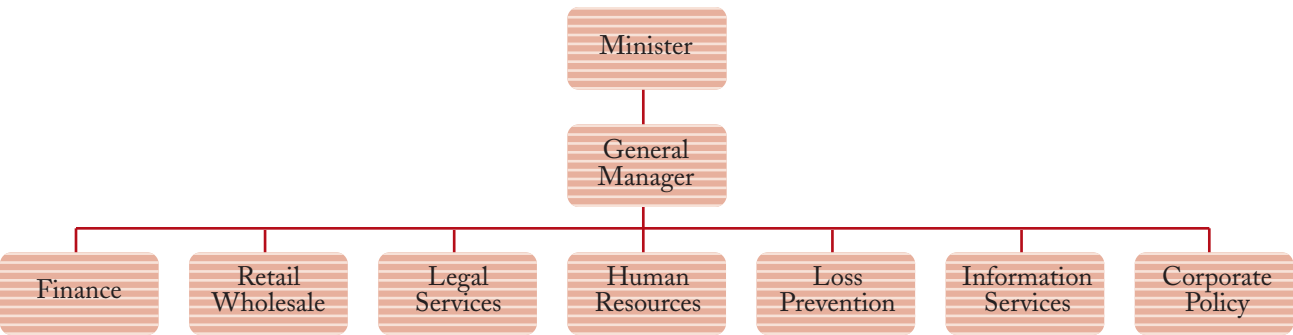 Minister
General
Manager
Finance
Retail
Wholesale
Legal
Services
Human
Resources
Loss
Prevention
Information
Services
Corporate
Policy